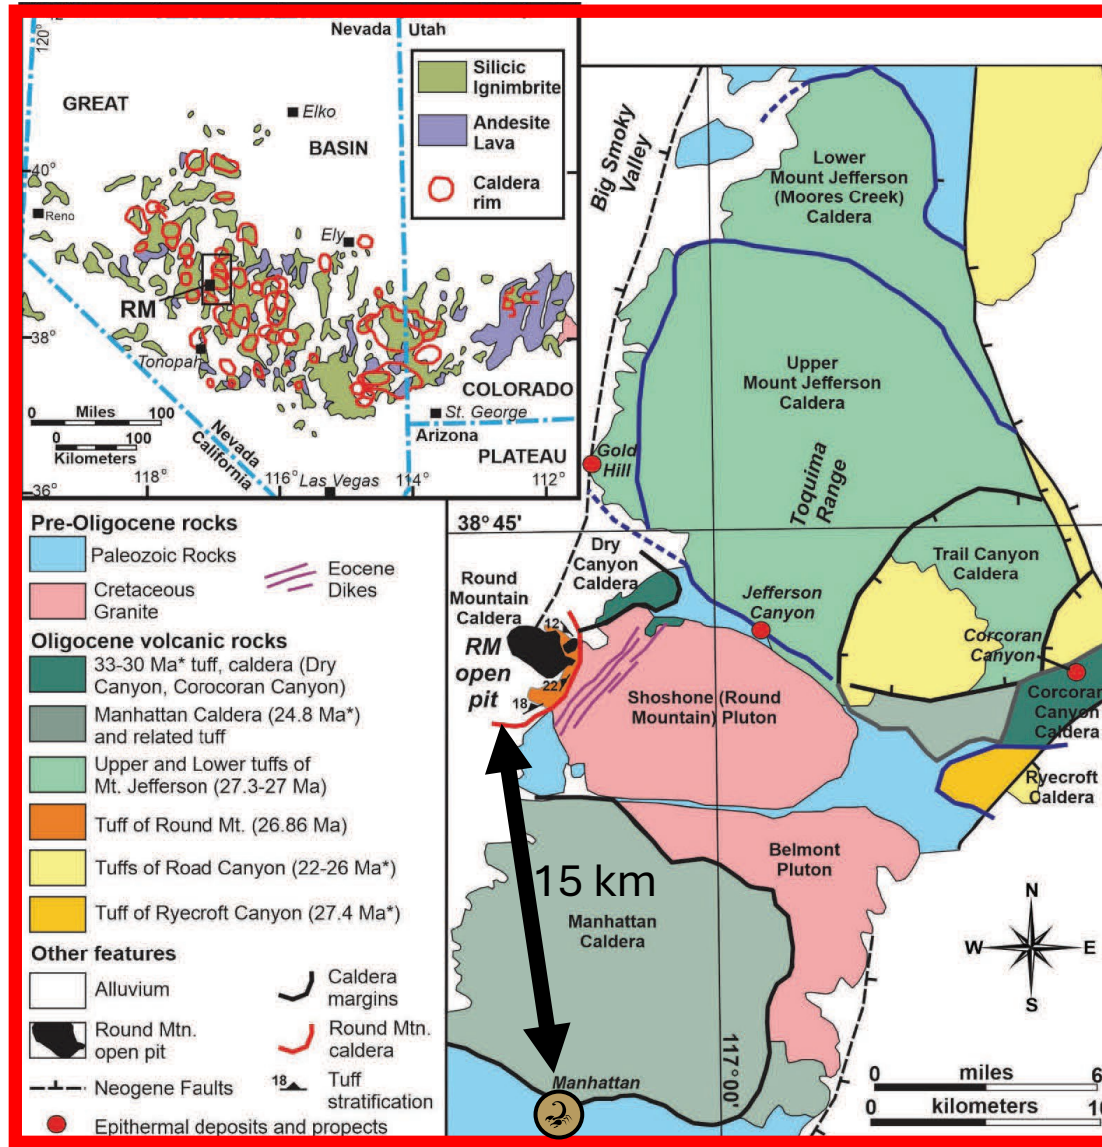 Nevada
Utah
120°
42°
GREAT
Elko
BASIN
40°
Reno
Ely
RM
38°
Tonopah
COLORADO
St. George
Arizona
PLATEAU
Nevada
California
0 Miles 100
0 100
Kilometers
118°
116°
Las Vegas
114°
112°
36°
Silicic
Ignimbrite
Andesite
Lava
Caldera
rim
Pre-Oligocene rocks
Paleozoic Rocks
Cretaceous
Granite
Eocene
Dikes
Oligocene volcanic rocks
33-30 Ma* tuff, caldera (Dry
Canyon, Corocoran Canyon)
Manhattan Caldera (24.8 Ma*)
and related tuff
Upper and Lower tuffs of
Mt. Jefferson (27.3-27 Ma)
Tuff of Round Mt. (26.86 Ma)
Tuffs of Road Canyon (22-26 Ma*)
Tuff of Ryecroft Canyon (27.4 Ma*)
Other features
Alluvium
Caldera
margins
Round Mtn.
open pit
Round Mtn.
caldera
Neogene Faults
18
Tuff
stratification
Epithermal deposits and propects
Big Smoky
Valley
Lower
Mount Jefferson
(Moores Creek)
Caldera
Upper
Mount Jefferson
Caldera
Gold
Hill
Toquima
Range
38° 45'
Dry
Canyon
Caldera
Trail Canyon
Caldera
Round
Mountain
Caldera
Jefferson
Canyon
12
RM
open
pit
22
18
Corcoran
Canyon
Shoshone (Round
Mountain) Pluton
Corcoran
Canyon
Caldera
Ryecroft
Caldera
Belmont
Pluton
15 km
Manhattan
Caldera
N
W E
S
117°00'
Manhattan
0 miles 6
0 kilometers 10